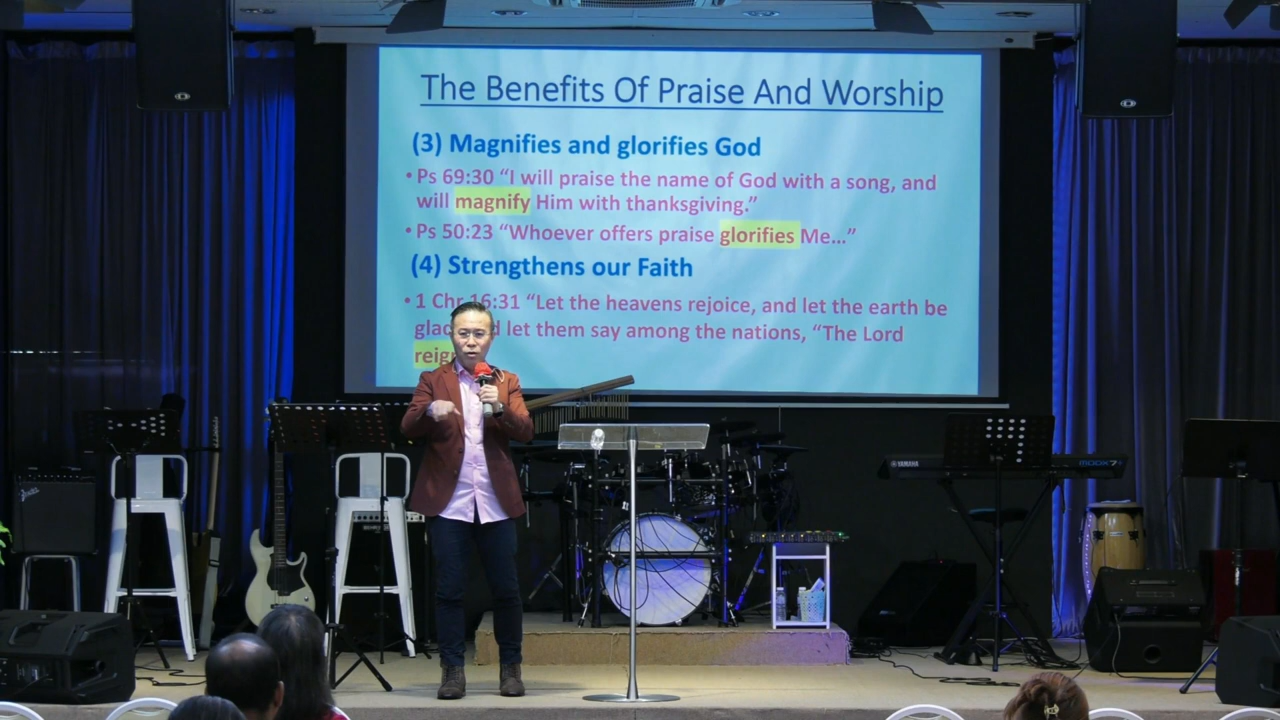 The Benefits Of Praise And Worship
(3) Magnifies and glorifies God
• Ps 69:30 “I will praise the name of God with a song, and
will magnify Him with thanksgiving.”
• Ps 50:23 “Whoever offers praise glorifies Me…”
(4) Strengthens our Faith
• 1 Chr 16:31 “Let the heavens rejoice, and let the earth be
let them say among the nations, “The Lord
Fender
YAMAHA
MODX7